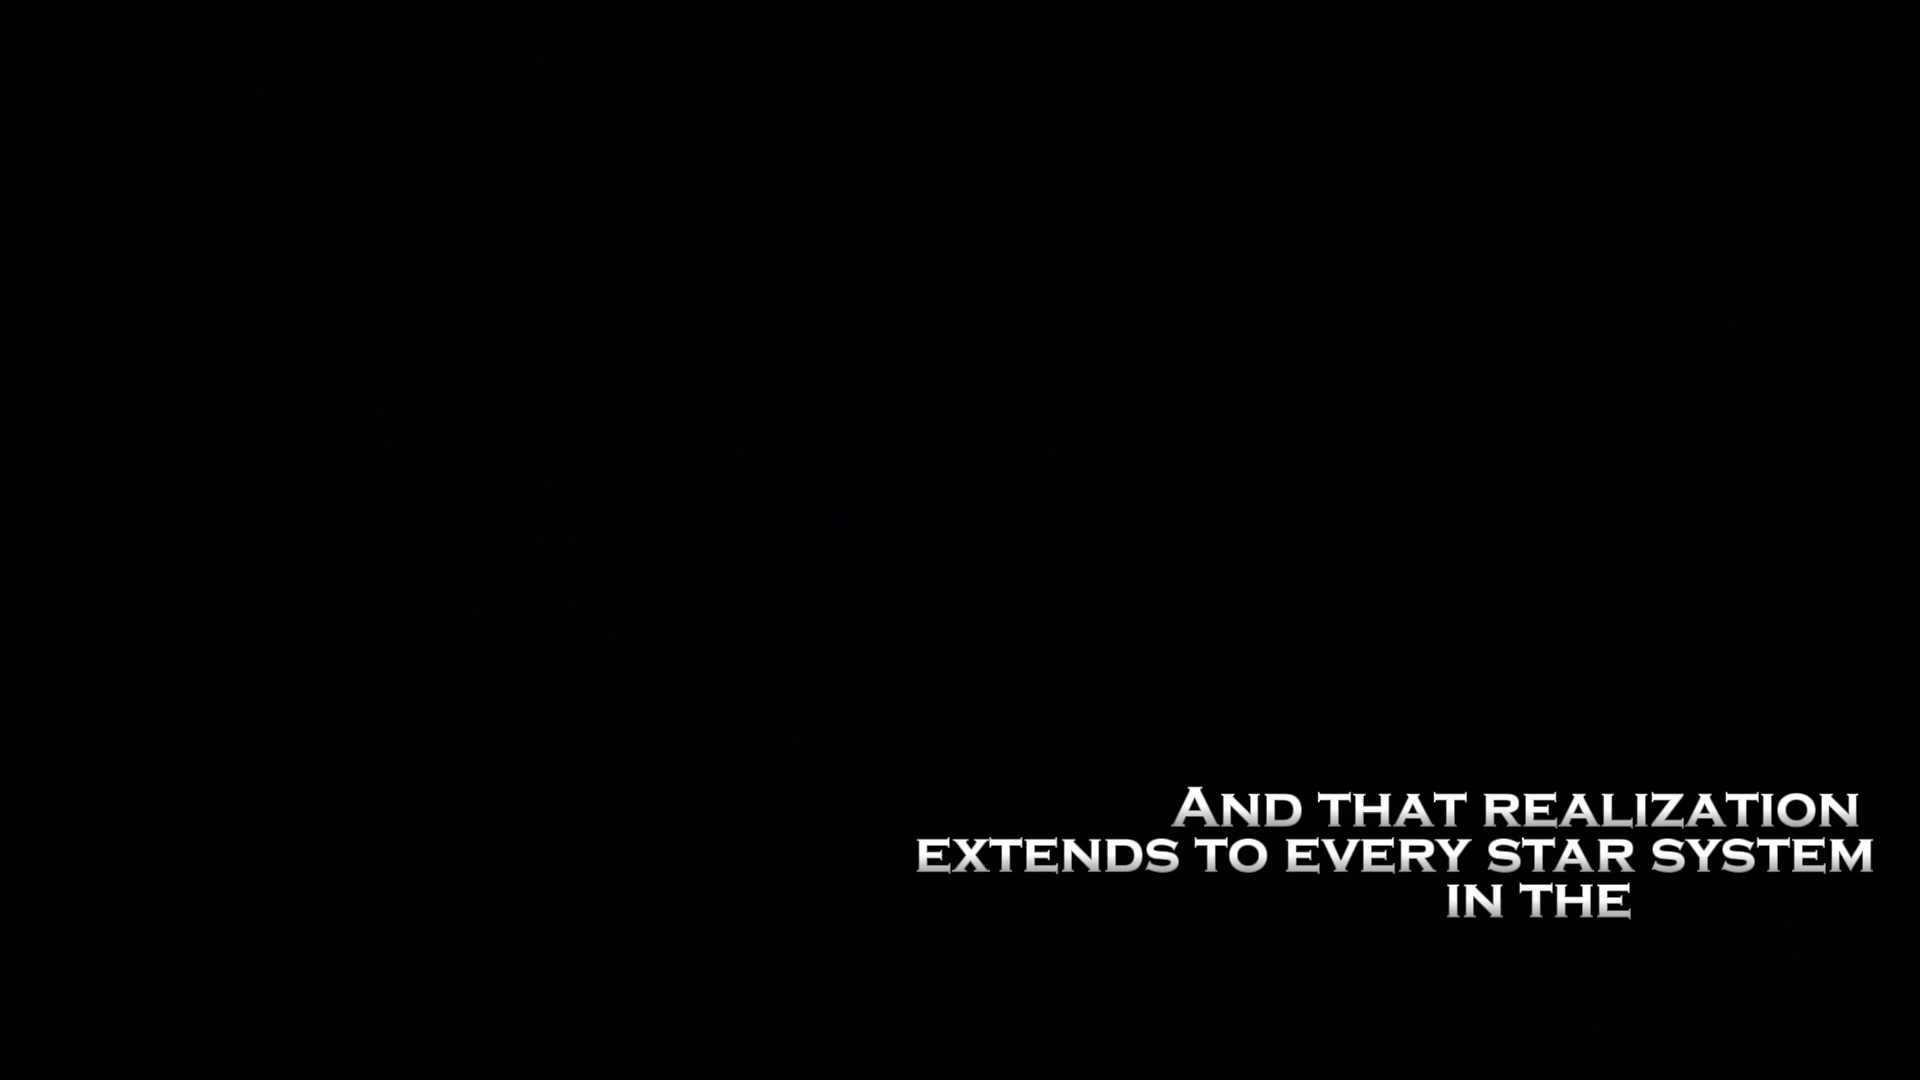 And that realization
extends to every star system
in the